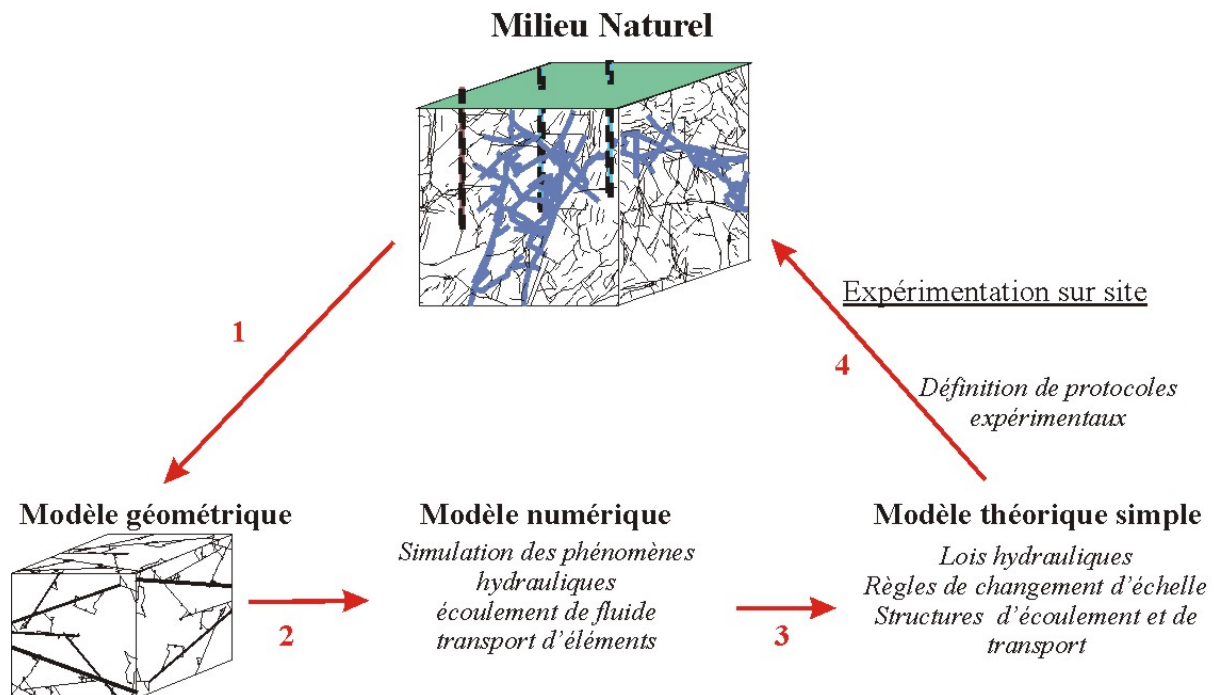 Milieu Naturel
1
Expérimentation sur site
4
Définition de protocoles
expérimentaux
Modèle géométrique
2
Modèle numérique
Simulation des phénomènes
hydrauliques
écoulement de fluide
transport d'éléments
3
Modèle théorique simple
Lois hydrauliques
Règles de changement d'échelle
Structures d'écoulement et de
transport